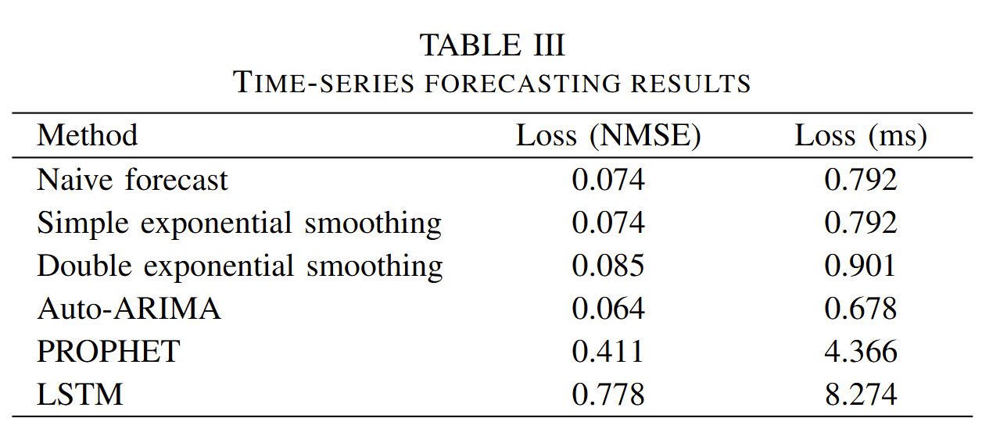 TABLE III
TIME-SERIES FORECASTING RESULTS
Method Loss (NMSE) Loss (ms)
Naive forecast 0.074 0.792
Simple exponential smoothing 0.074 0.792
Double exponential smoothing 0.085 0.901
Auto-ARIMA 0.064 0.678
PROPHET 0.411 4.366
LSTM 0.778 8.274